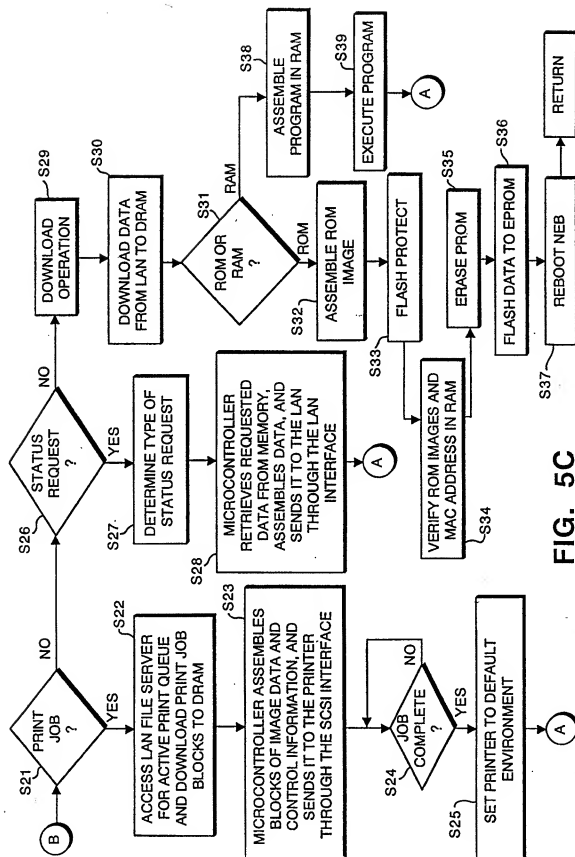 B
S21
PRINT
JOB
?
NO
YES
S22
ACCESS LAN FILE SERVER
FOR ACTIVE PRINT QUEUE
AND DOWNLOAD PRINT JOB
BLOCKS TO DRAM
S23
MICROCONTROLLER ASSEMBLES
BLOCKS OF IMAGE DATA AND
CONTROL INFORMATION, AND
SENDS IT TO THE PRINTER
THROUGH THE SCSI INTERFACE
S24
JOB
COMPLETE
?
NO
YES
S25
SET PRINTER TO DEFAULT
ENVIRONMENT
A
S26
STATUS
REQUEST
?
NO
YES
S27
DETERMINE TYPE OF
STATUS REQUEST
S28
MICROCONTROLLER
RETRIEVES REQUESTED
DATA FROM MEMORY,
ASSEMBLES DATA, AND
SENDS IT TO THE LAN
THROUGH THE LAN
INTERFACE
A
S29
DOWNLOAD
OPERATION
S30
DOWNLOAD DATA
FROM LAN TO DRAM
S31
ROM OR
RAM
?
RAM
ROM
S32
ASSEMBLE ROM
IMAGE
S33
FLASH PROTECT
S34
VERIFY ROM IMAGES AND
MAC ADDRESS IN RAM
S35
ERASE PROM
S36
FLASH DATA TO EPROM
S37
REBOOT NEB
RETURN
S38
ASSEMBLE
PROGRAM IN RAM
S39
EXECUTE PROGRAM
A
FIG. 5C